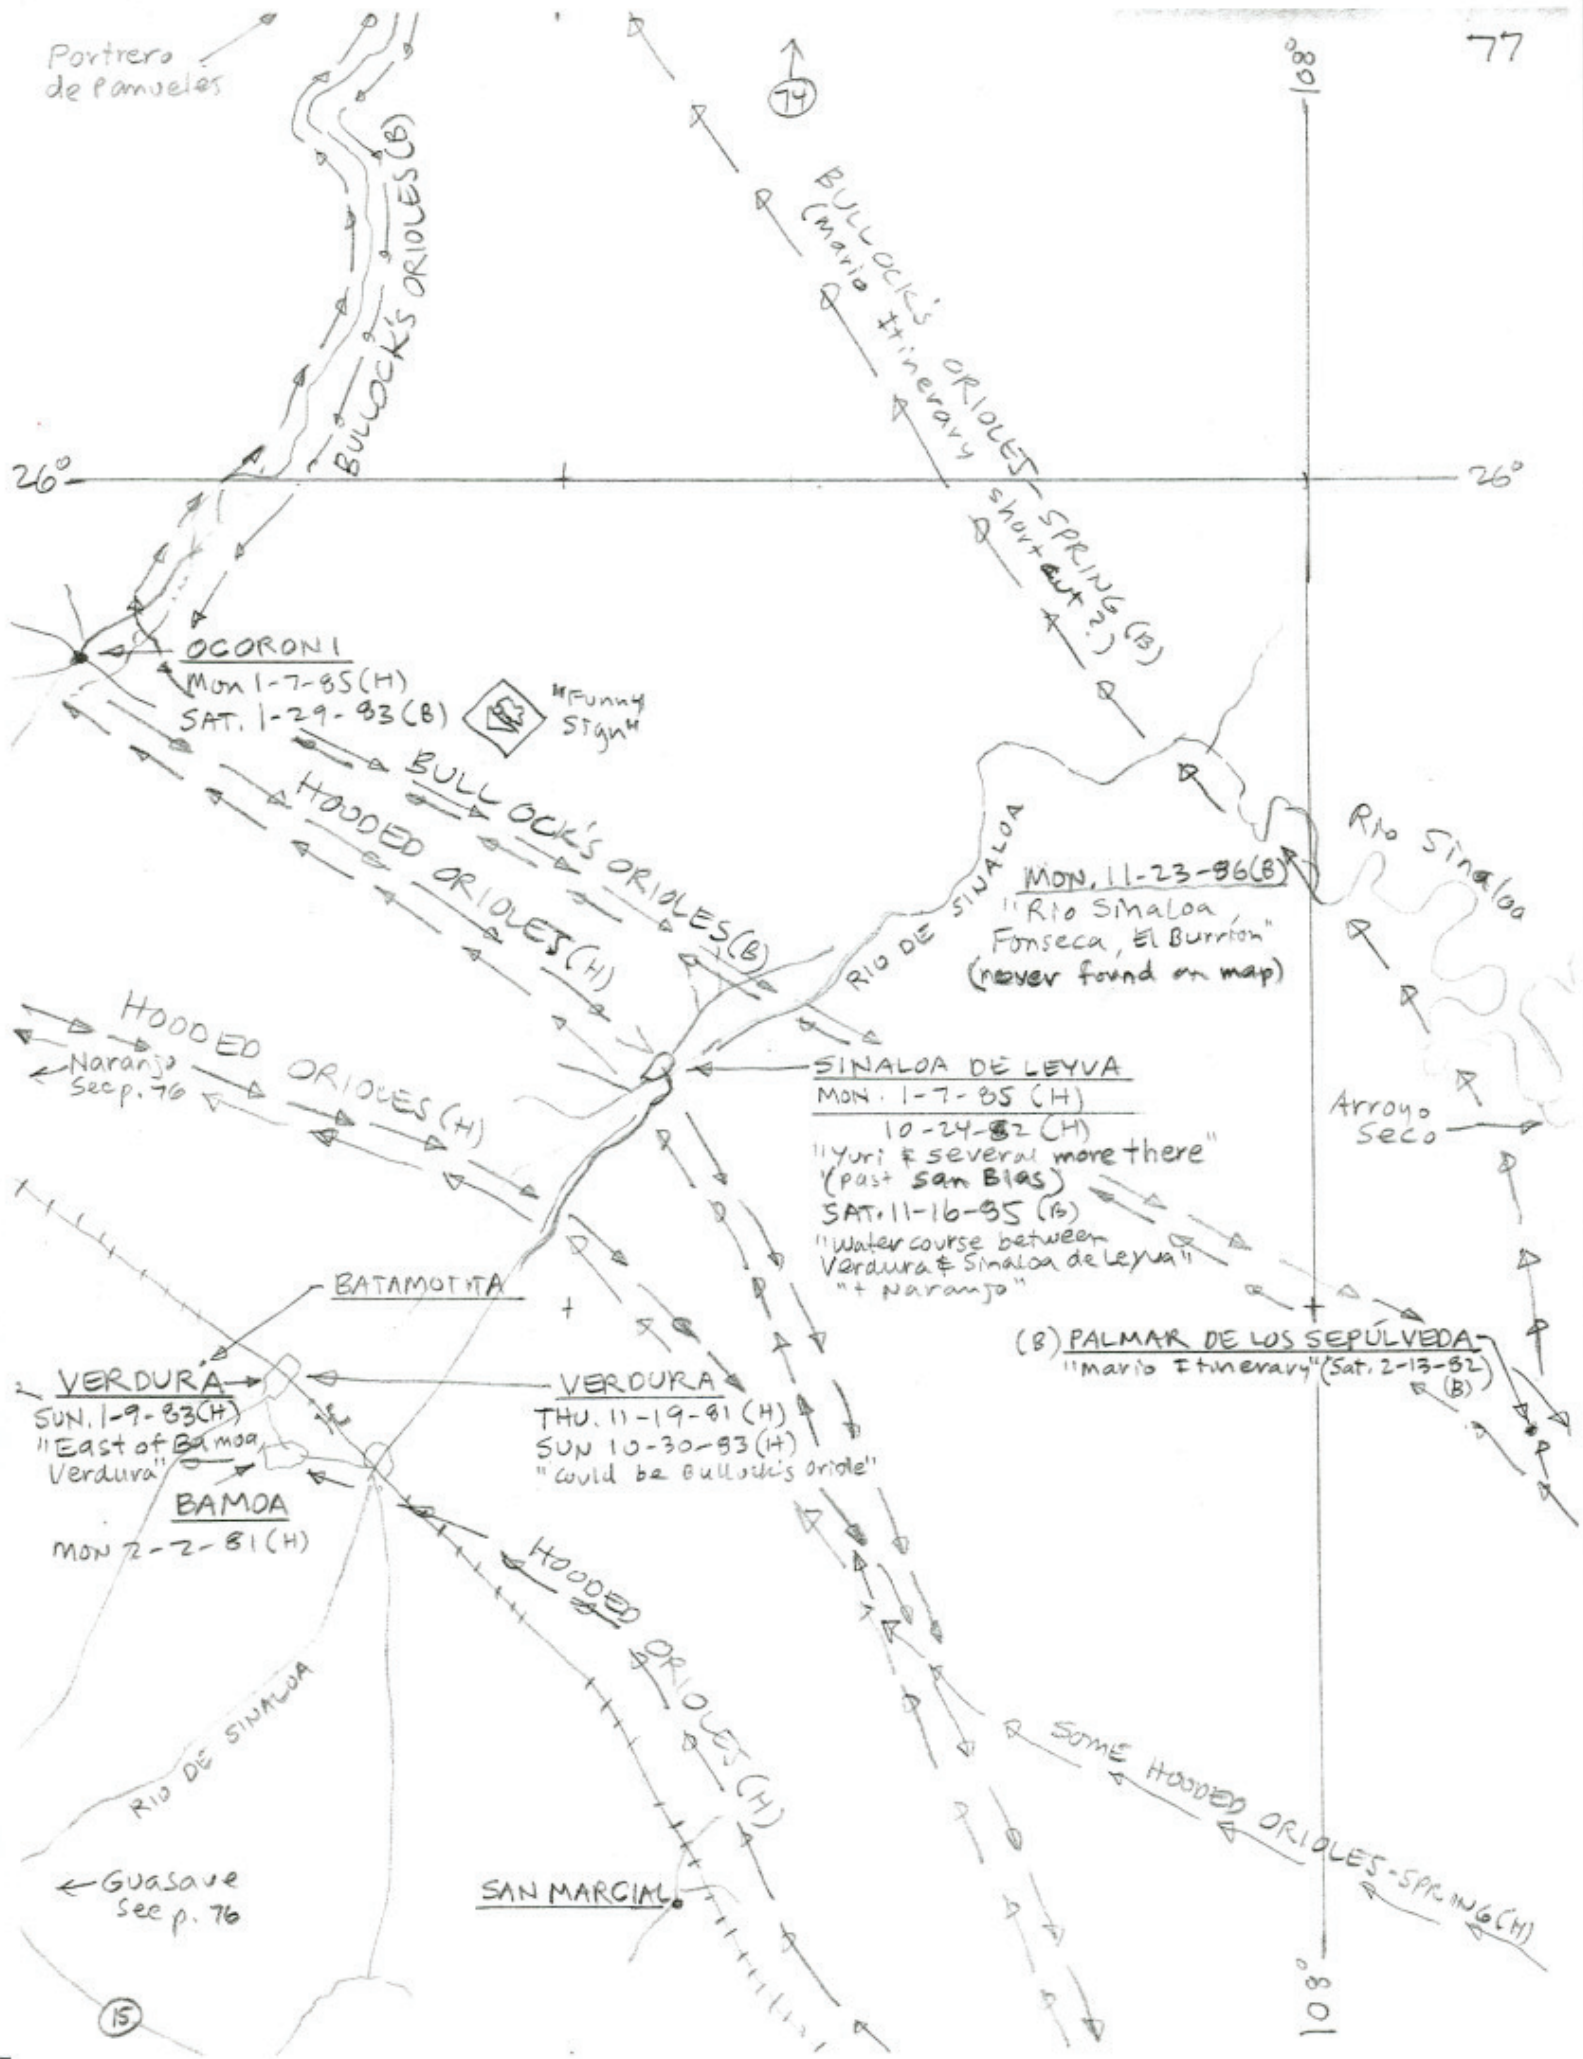 77
Portrero
de Pamueles
74
108°
BULLOCK'S ORIOLES (B)
BULLOCK'S ORIOLES - SPRING (B)
(Mario Itinerary short cut?)
26°
26°
OCORONI
Mon 1-7-85 (H)
SAT. 1-29-83 (B)
"Funny
Sign"
BULLOCK'S ORIOLES (B)
HOODED ORIOLES (H)
RIO DE SINALOA
Rio Sinaloa
MON. 11-23-86 (B)
"Rio Sinaloa,
Fonseca, El Burrión"
(never found on map)
HOODED ORIOLES (H)
Naranjo
See p. 76
SINALOA DE LEYVA
MON. 1-7-85 (H)
10-24-82 (H)
"Yuri & several more there"
"(past San Blas)
SAT. 11-16-85 (B)
"Water course between
Verdura & Sinaloa de Leyva"
"+ Naranjo"
Arroyo
Seco
BATAMOTITA
(B) PALMAR DE LOS SEPÚLVEDA
"Mario Itinerary" (Sat. 2-13-82)
(B)
VERDURA
SUN. 1-9-83 (H)
"East of Bamoa,
Verdura"
VERDURA
THU. 11-19-81 (H)
SUN 10-30-83 (H)
"could be Bullock's Oriole"
BAMOA
MON 2-2-81 (H)
HOODED ORIOLES (H)
RIO DE SINALOA
SOME HOODED ORIOLES - SPRING (H)
Guasave
See p. 76
SAN MARCIAL
15
108°